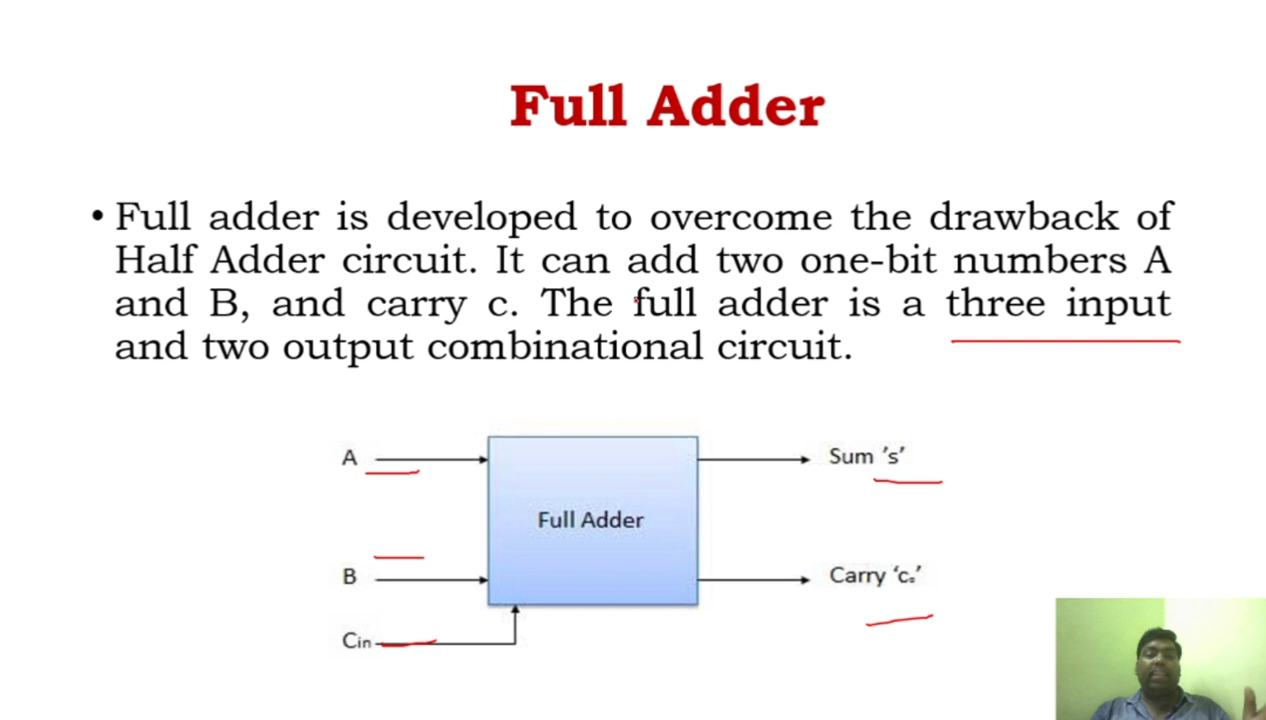 Full Adder
• Full adder is developed to overcome the drawback of
Half Adder circuit. It can add two one-bit numbers A
and B, and carry c. The full adder is a three input
and two output combinational circuit.
A
Sum ’s’
Full Adder
B
Carry ‘cₒ’
Cin